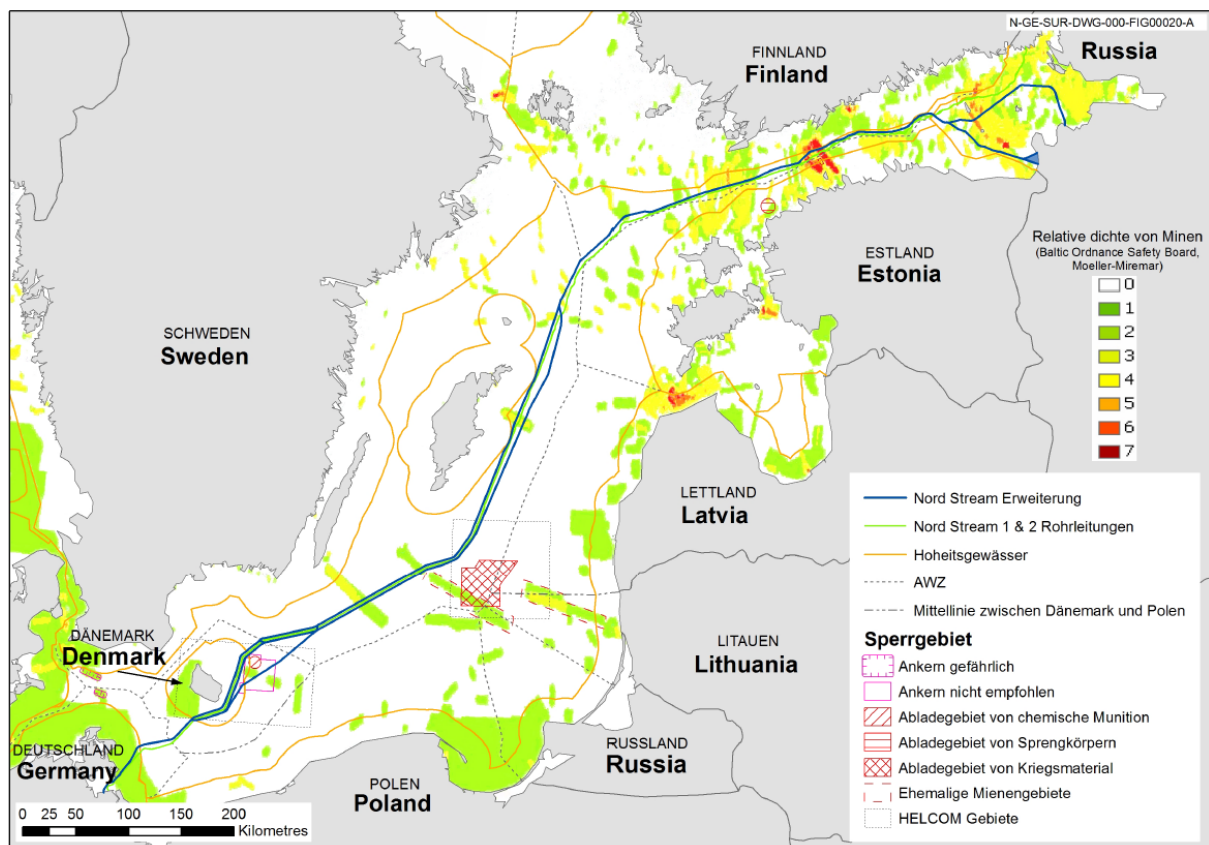 N-GE-SUR-DWG-000-FIG00020-A
FINNLAND
Finland
Russia
ESTLAND
Estonia
Relative dichte von Minen
(Baltic Ordnance Safety Board,
Moeller-Miremar)
0
1
2
3
4
5
6
7
SCHWEDEN
Sweden
LETTLAND
Latvia
LITAUEN
Lithuania
DÄNEMARK
Denmark
DEUTSCHLAND
Germany
RUSSLAND
Russia
POLEN
Poland
0 50 100 150 200
Kilometres
Nord Stream Erweiterung
Nord Stream 1 & 2 Rohrleitungen
Hoheitsgewässer
AWZ
Mittellinie zwischen Dänemark und Polen
Sperrgebiet
Ankern gefährlich
Ankern nicht empfohlen
Abladegebiet von chemische Munition
Abladegebiet von Sprengkörpern
Abladegebiet von Kriegsmaterial
Ehemalige Mienengebiete
HELCOM Gebiete